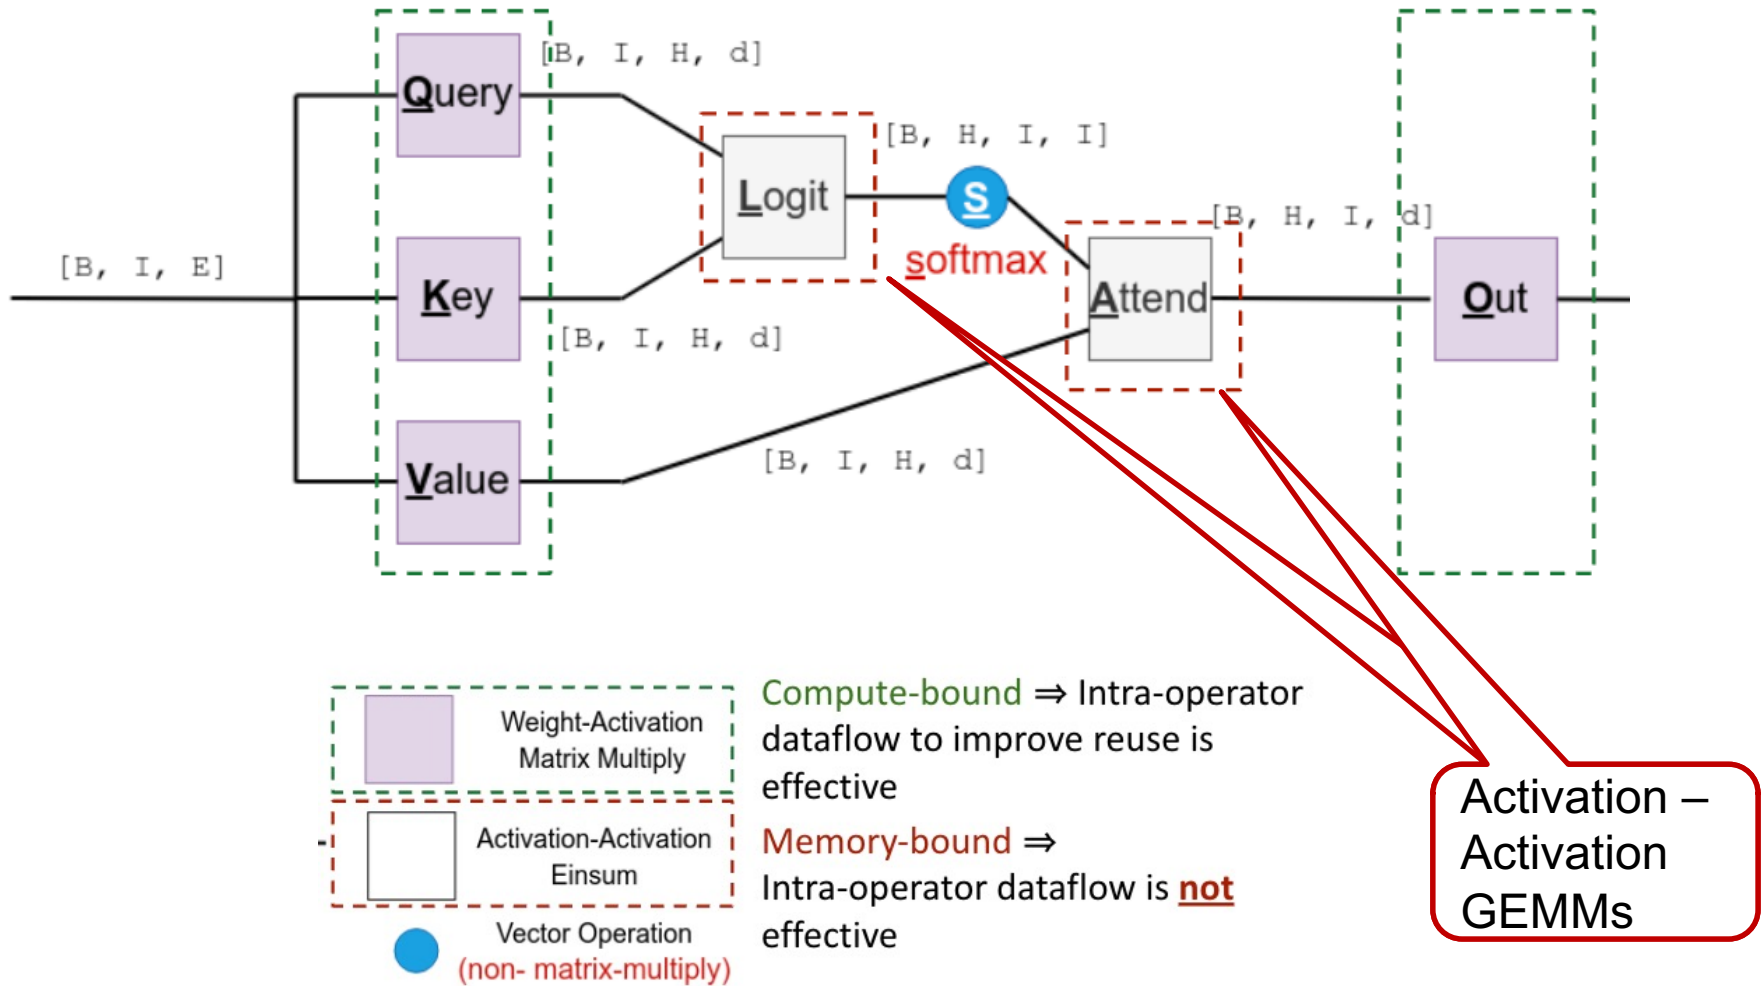 [B, I, H, d]
Query
[B, H, I, I]
Logit
S
softmax
[B, H, I, d]
[B, I, E]
Key
[B, I, H, d]
Attend
Out
Value
[B, I, H, d]
Weight-Activation
Matrix Multiply
Compute-bound ⇒ Intra-operator
dataflow to improve reuse is
effective
Activation-Activation
Einsum
Memory-bound ⇒
Intra-operator dataflow is not
effective
Vector Operation
(non- matrix-multiply)
Activation –
Activation
GEMMs